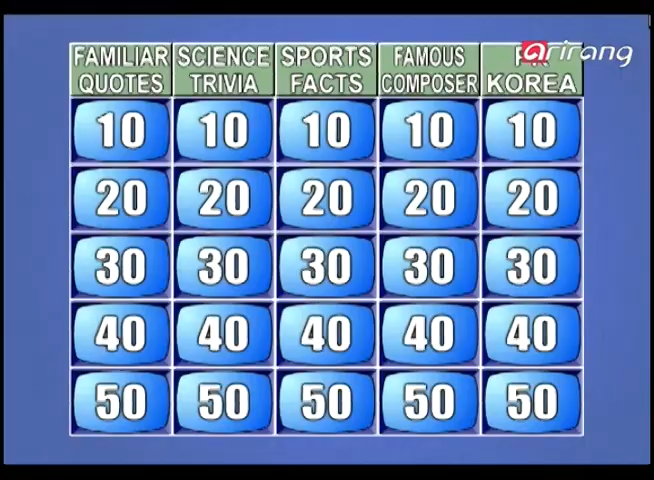 FAMILIAR QUOTES
SCIENCE TRIVIA
SPORTS FACTS
FAMOUS COMPOSER
KOREA
arirang
10 10 10 10 10
20 20 20 20 20
30 30 30 30 30
40 40 40 40 40
50 50 50 50 50